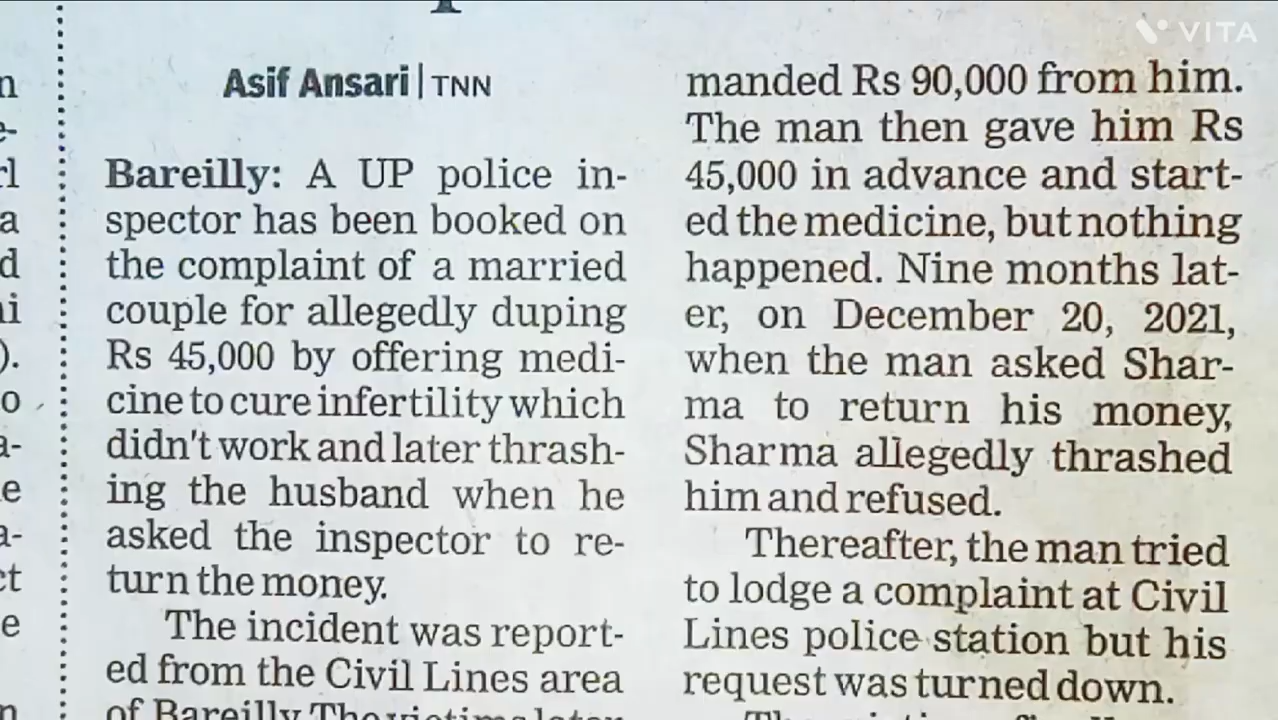 VITA
Asif Ansari | TNN
Bareilly: A UP police in-
spector has been booked on
the complaint of a married
couple for allegedly duping
Rs 45,000 by offering medi-
cine to cure infertility which
didn't work and later thrash-
ing the husband when he
asked the inspector to re-
turn the money.
The incident was report-
ed from the Civil Lines area
of Bareilly
manded Rs 90,000 from him.
The man then gave him Rs
45,000 in advance and start-
ed the medicine, but nothing
happened. Nine months lat-
er, on December 20, 2021,
when the man asked Shar-
ma to return his money,
Sharma allegedly thrashed
him and refused.
Thereafter, the man tried
to lodge a complaint at Civil
Lines police station but his
request was turned down.